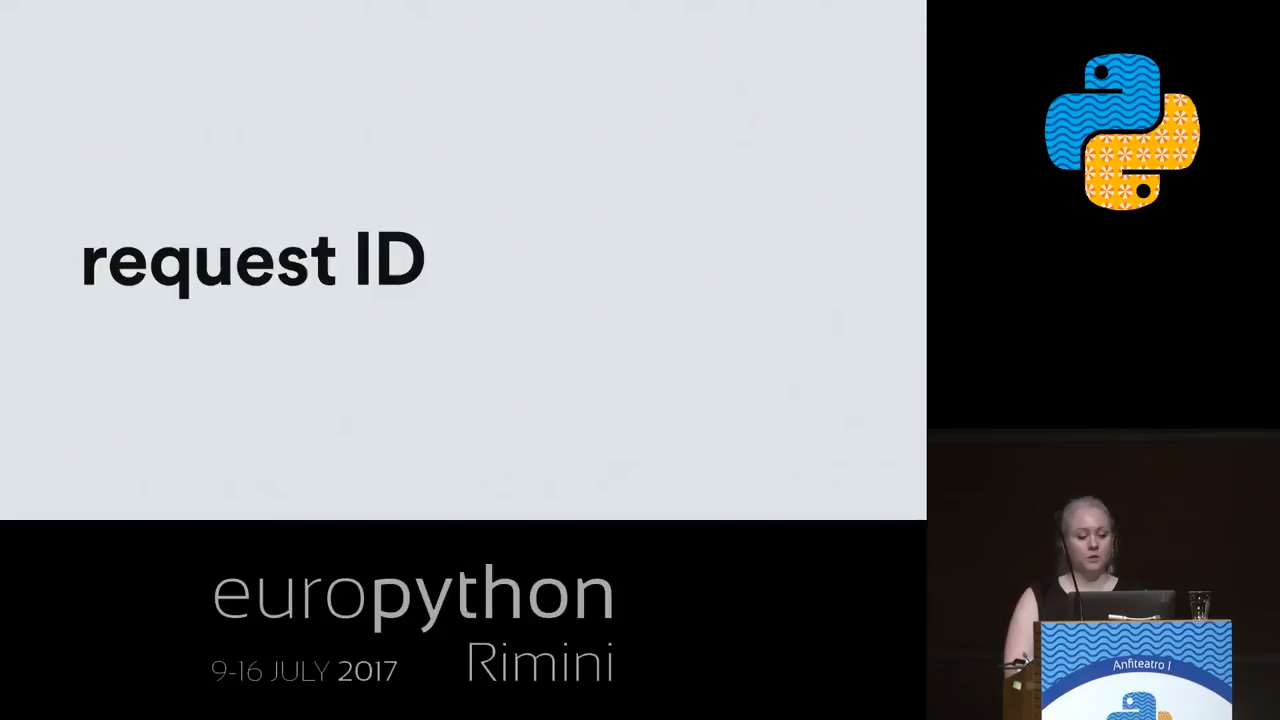 request ID
europython
9-16 JULY 2017
Rimini
Anfiteatro I